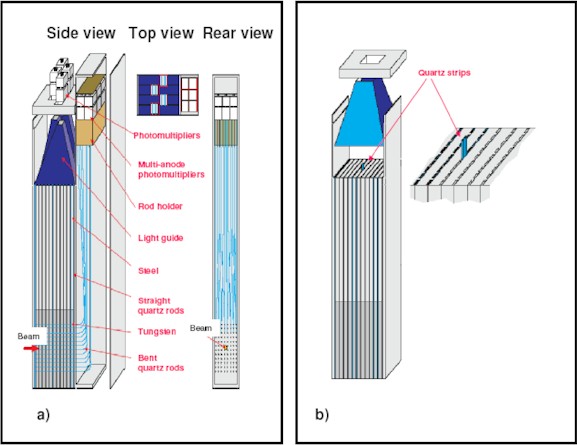 Side view Top view Rear view
Photomultipliers
Multi-anode
photomultipliers
Rod holder
Light guide
Steel
Straight
quartz rods
Tungsten
Beam
Beam
Bent
quartz rods
a)
Quartz strips
b)